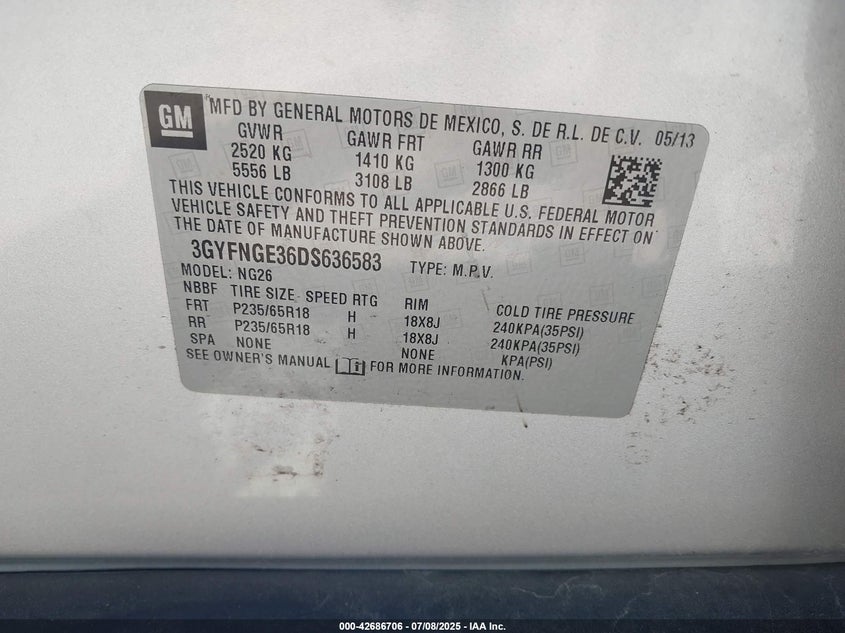 GM
® MFD BY GENERAL MOTORS DE MEXICO, S. DE R.L. DE C.V. 05/13
GVWR GAWR FRT GAWR RR
2520 KG 1410 KG 1300 KG
5556 LB 3108 LB 2866 LB
THIS VEHICLE CONFORMS TO ALL APPLICABLE U.S. FEDERAL MOTOR
VEHICLE SAFETY AND THEFT PREVENTION STANDARDS IN EFFECT ON
THE DATE OF MANUFACTURE SHOWN ABOVE.
3GYFNGE36DS636583 TYPE: M.P.V.
MODEL: NG26
NBBF TIRE SIZE SPEED RTG RIM COLD TIRE PRESSURE
FRT P235/65R18 H 18X8J 240KPA(35PSI)
RR P235/65R18 H 18X8J 240KPA(35PSI)
SPA NONE NONE KPA(PSI)
SEE OWNER'S MANUAL FOR MORE INFORMATION.
000-42686706 - 07/08/2025 - IAA Inc.